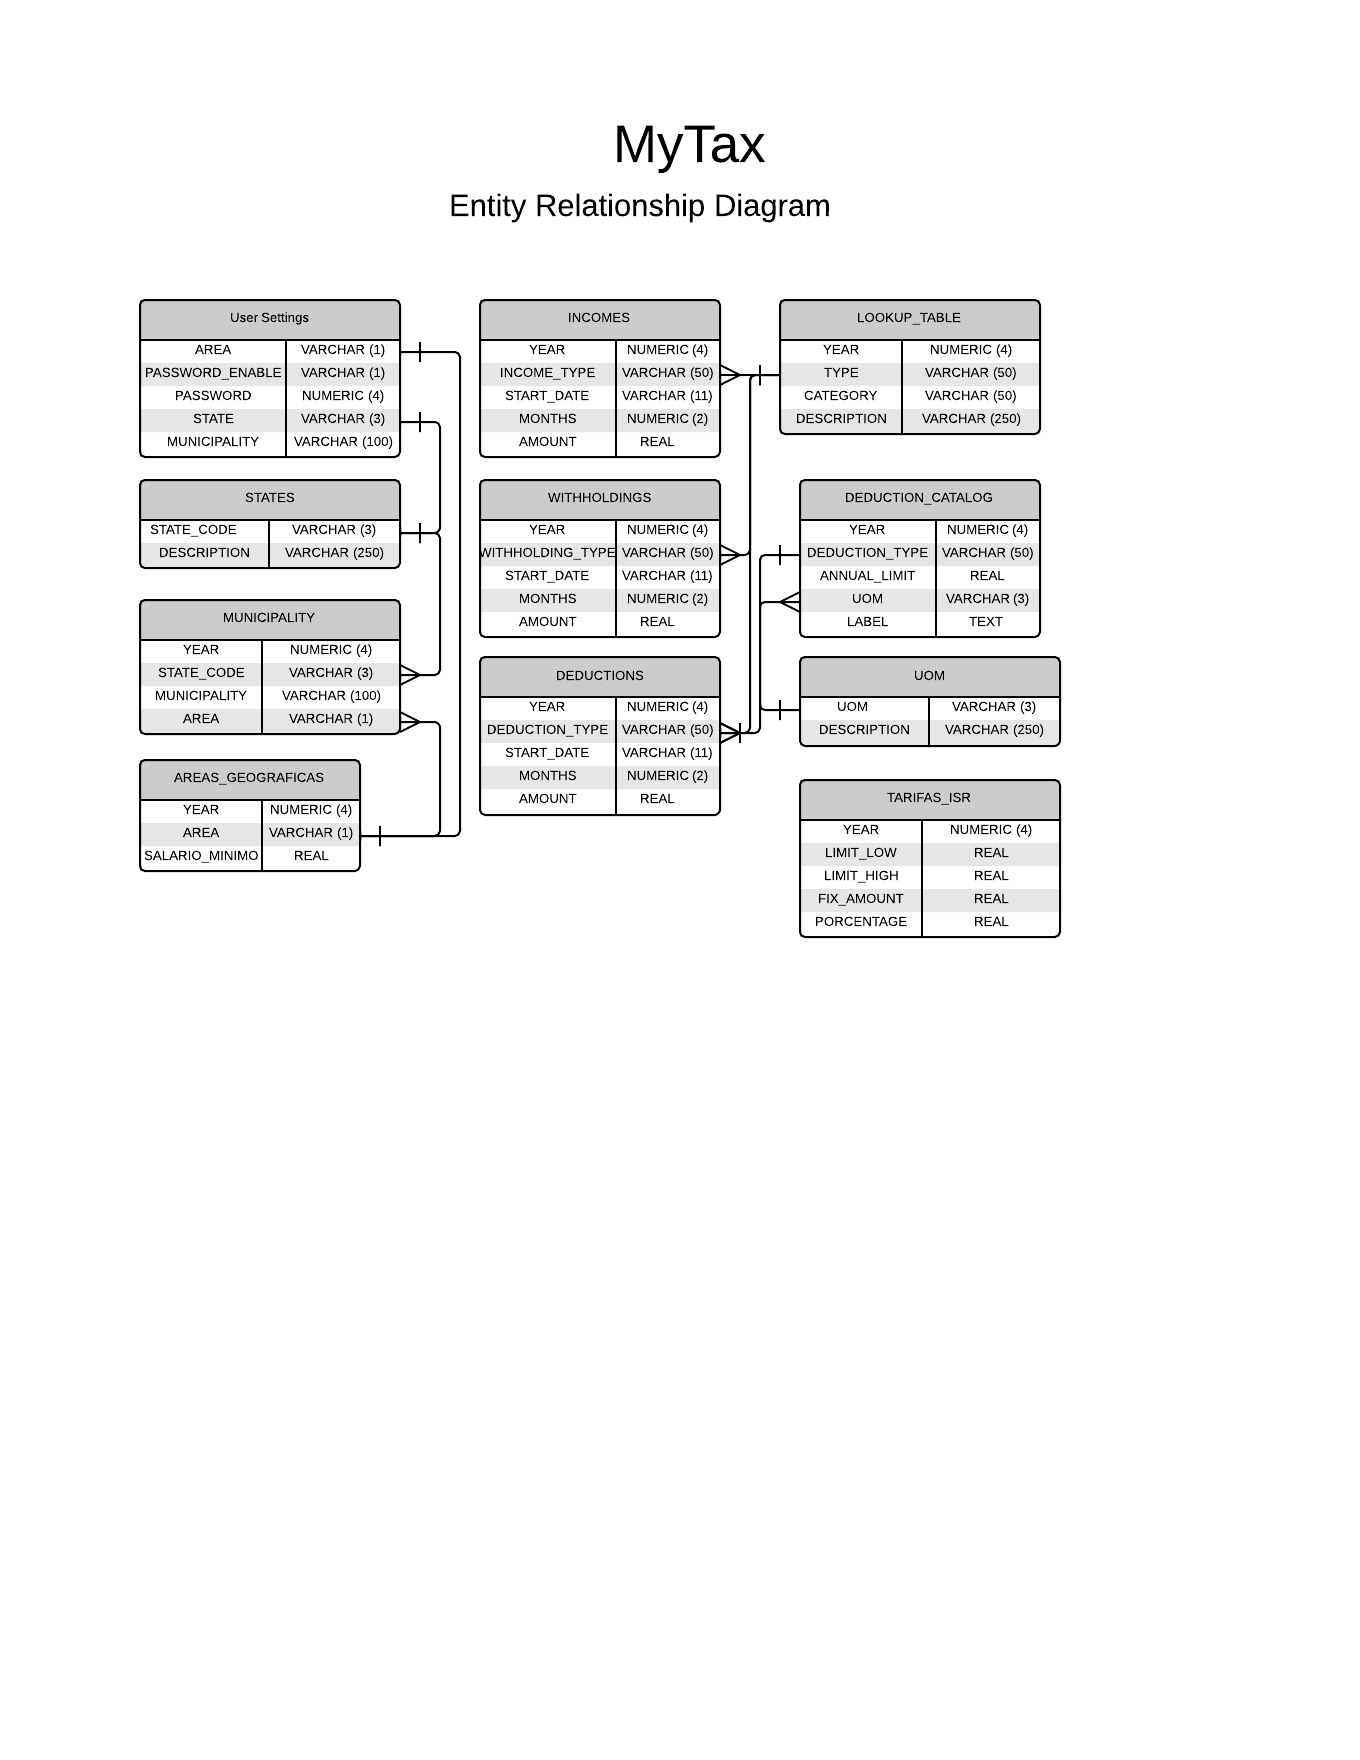 MyTax
Entity Relationship Diagram
User Settings
AREA VARCHAR (1)
PASSWORD_ENABLE VARCHAR (1)
PASSWORD NUMERIC (4)
STATE VARCHAR (3)
MUNICIPALITY VARCHAR (100)
STATES
STATE_CODE VARCHAR (3)
DESCRIPTION VARCHAR (250)
MUNICIPALITY
YEAR NUMERIC (4)
STATE_CODE VARCHAR (3)
MUNICIPALITY VARCHAR (100)
AREA VARCHAR (1)
AREAS_GEOGRAFICAS
YEAR NUMERIC (4)
AREA VARCHAR (1)
SALARIO_MINIMO REAL
INCOMES
YEAR NUMERIC (4)
INCOME_TYPE VARCHAR (50)
START_DATE VARCHAR (11)
MONTHS NUMERIC (2)
AMOUNT REAL
WITHHOLDINGS
YEAR NUMERIC (4)
WITHHOLDING_TYPE VARCHAR (50)
START_DATE VARCHAR (11)
MONTHS NUMERIC (2)
AMOUNT REAL
DEDUCTIONS
YEAR NUMERIC (4)
DEDUCTION_TYPE VARCHAR (50)
START_DATE VARCHAR (11)
MONTHS NUMERIC (2)
AMOUNT REAL
LOOKUP_TABLE
YEAR NUMERIC (4)
TYPE VARCHAR (50)
CATEGORY VARCHAR (50)
DESCRIPTION VARCHAR (250)
DEDUCTION_CATALOG
YEAR NUMERIC (4)
DEDUCTION_TYPE VARCHAR (50)
ANNUAL_LIMIT REAL
UOM VARCHAR (3)
LABEL TEXT
UOM
UOM VARCHAR (3)
DESCRIPTION VARCHAR (250)
TARIFAS_ISR
YEAR NUMERIC (4)
LIMIT_LOW REAL
LIMIT_HIGH REAL
FIX_AMOUNT REAL
PORCENTAGE REAL